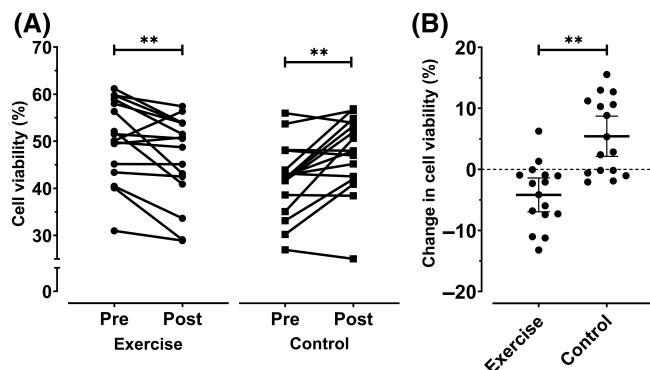 (A)
**
**
Cell viability (%)
70
60
50
40
30
0
Pre Post Pre Post
Exercise Control
(B)
**
Change in cell viability (%)
20
10
0
−10
−20
Exercise
Control